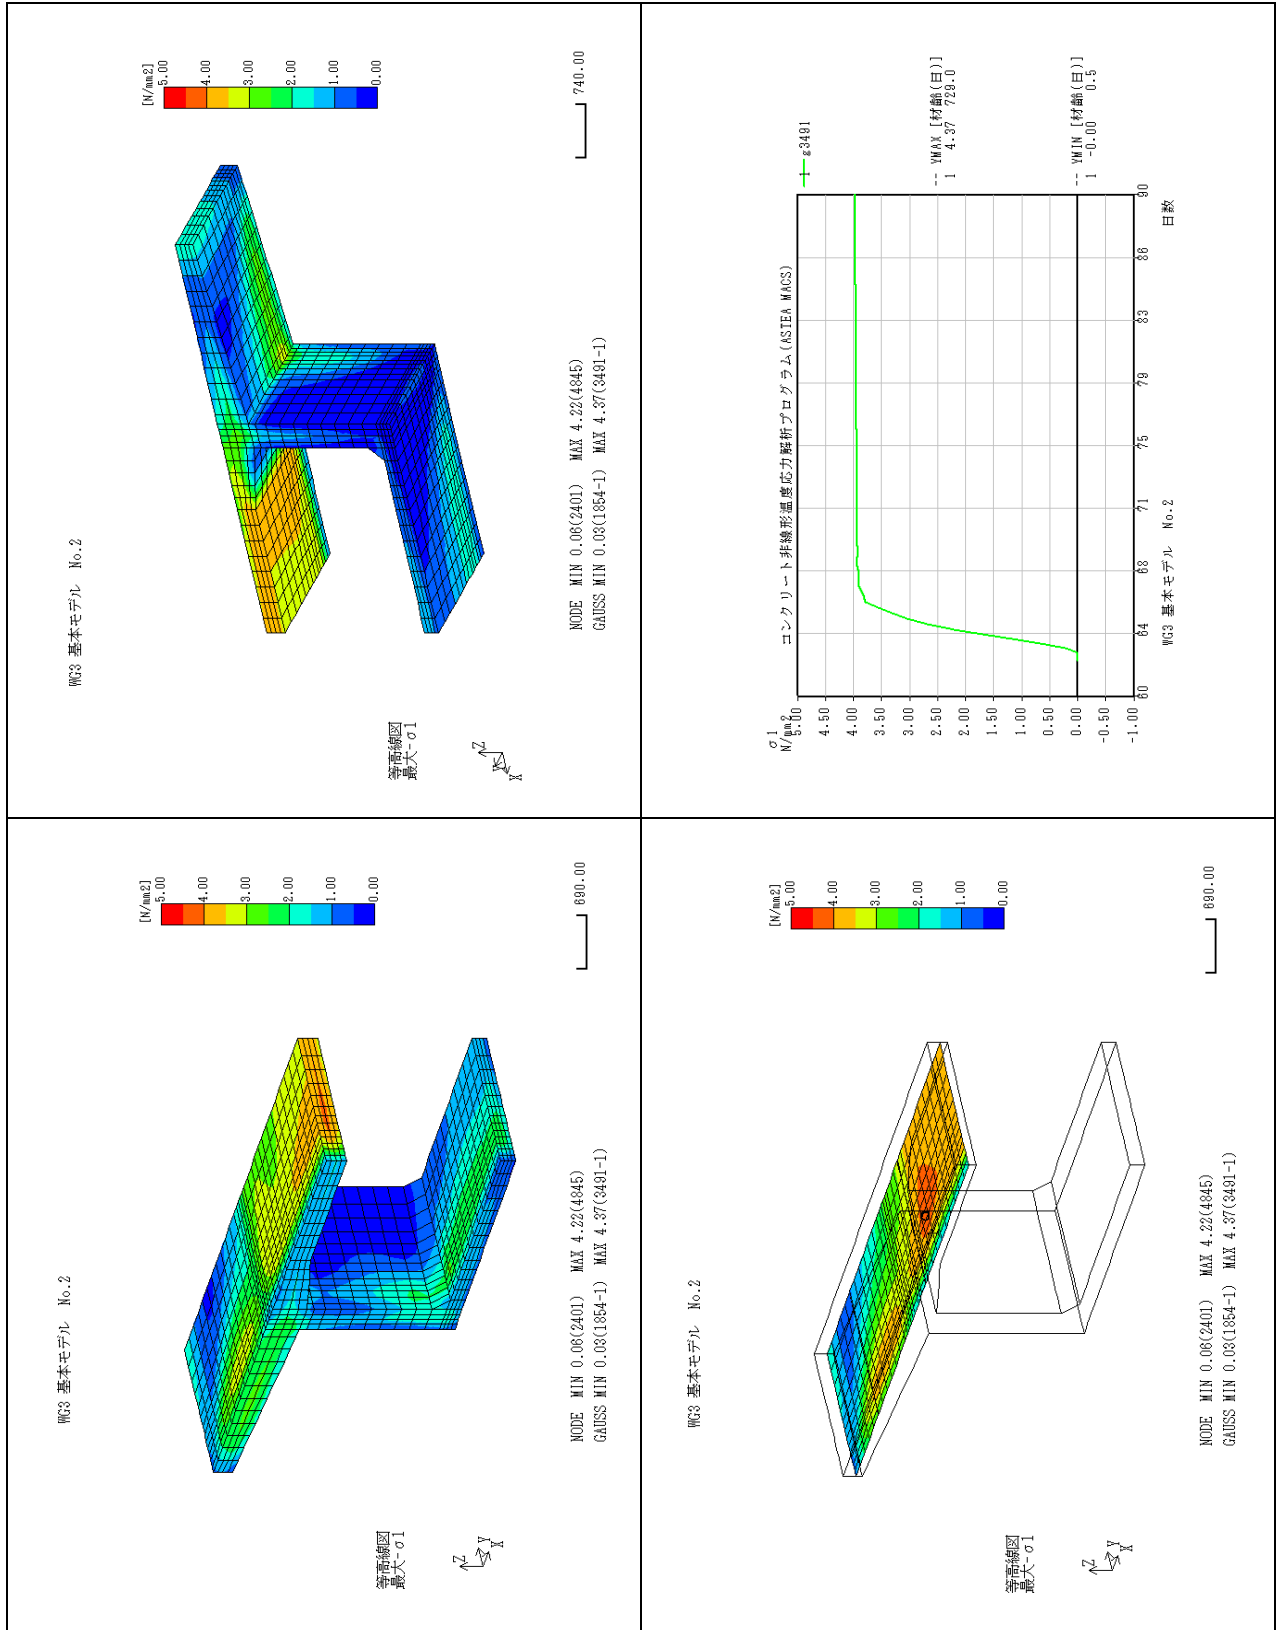 WG3 基本モデル No.2
[N/mm2]
5.00
4.00
3.00
2.00
1.00
0.00
740.00
NODE MIN 0.06(2401) MAX 4.22(4845)
GAUSS MIN 0.03(1854-1) MAX 4.37(3491-1)
等高線図
最大-σ1
Z
Y
X
コンクリート非線形温度応力解析プログラム(ASTEA MACS)
σ1
N/mm2
5.00
4.50
4.00
3.50
3.00
2.50
2.00
1.50
1.00
0.50
0.00
-0.50
-1.00
60
64
68
71
75
79
83
86
90
日数
WG3 基本モデル No.2
1 g3491
-- YMAX [材齢(日)]
1 4.37 729.0
-- YMIN [材齢(日)]
1 -0.00 0.5
WG3 基本モデル No.2
[N/mm2]
5.00
4.00
3.00
2.00
1.00
0.00
690.00
NODE MIN 0.06(2401) MAX 4.22(4845)
GAUSS MIN 0.03(1854-1) MAX 4.37(3491-1)
等高線図
最大-σ1
Z
Y
X
WG3 基本モデル No.2
[N/mm2]
5.00
4.00
3.00
2.00
1.00
0.00
690.00
NODE MIN 0.06(2401) MAX 4.22(4845)
GAUSS MIN 0.03(1854-1) MAX 4.37(3491-1)
等高線図
最大-σ1
Z
Y
X